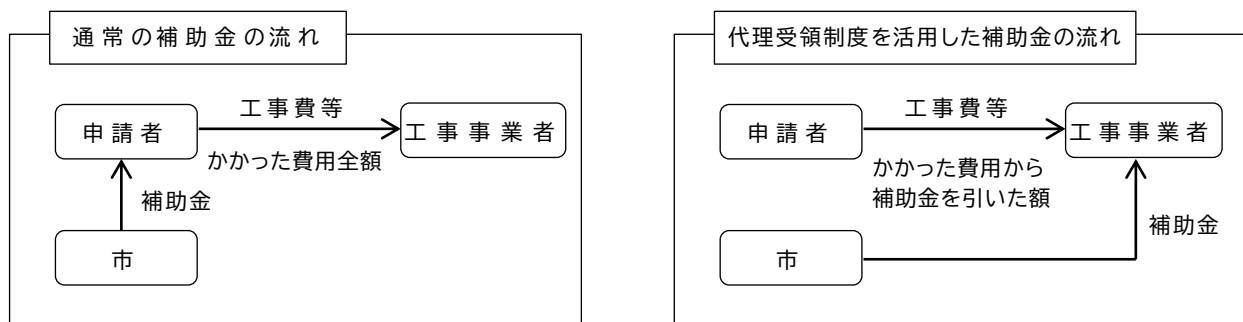 通常の補助金の流れ
申請者
工事費等
工事事業者
かかった費用全額
補助金
市
代理受領制度を活用した補助金の流れ
申請者
工事費等
工事事業者
かかった費用から
補助金を引いた額
補助金
市